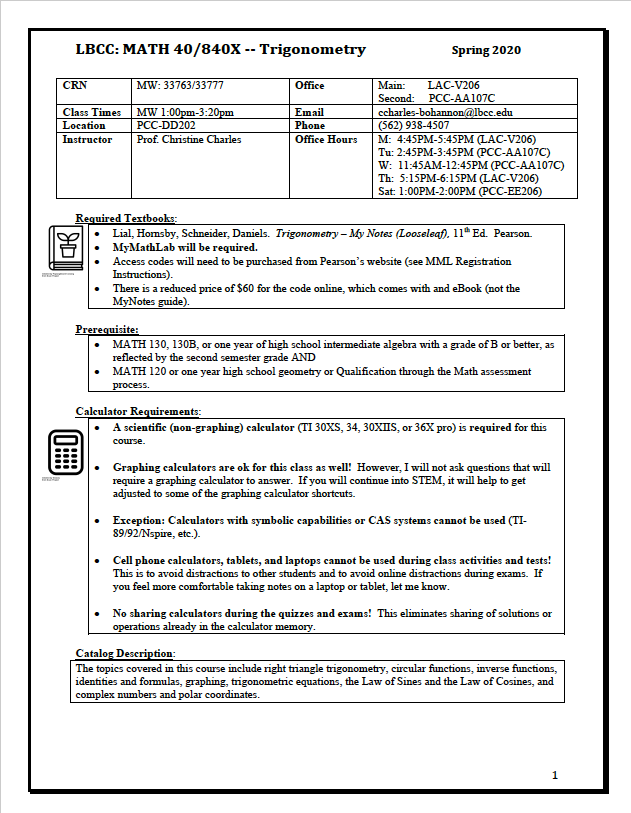 LBCC: MATH 40/840X -- Trigonometry Spring 2020
CRN MW: 33763/33777 Office Main: LAC-V206
Second: PCC-AA107C
Class Times MW 1:00pm-3:20pm Email ccharles-bohannon@lbcc.edu
Location PCC-DD202 Phone (562) 938-4507
Instructor Prof. Christine Charles Office Hours M: 4:45PM-5:45PM (LAC-V206)
Tu: 2:45PM-3:45PM (PCC-AA107C)
W: 11:45AM-12:45PM (PCC-AA107C)
Th: 5:15PM-6:15PM (LAC-V206)
Sat: 1:00PM-2:00PM (PCC-EE206)
Required Textbooks:
• Lial, Hornsby, Schneider, Daniels. Trigonometry – My Notes (Looseleaf), 11th Ed. Pearson.
• MyMathLab will be required.
• Access codes will need to be purchased from Pearson's website (see MML Registration
Instructions).
• There is a reduced price of $60 for the code online, which comes with and eBook (not the
MyNotes guide).
Prerequisite:
• MATH 130, 130B, or one year of high school intermediate algebra with a grade of B or better, as
reflected by the second semester grade AND
• MATH 120 or one year high school geometry or Qualification through the Math assessment
process.
Calculator Requirements:
• A scientific (non-graphing) calculator (TI 30XS, 34, 30XIIS, or 36X pro) is required for this
course.
• Graphing calculators are ok for this class as well! However, I will not ask questions that will
require a graphing calculator to answer. If you will continue into STEM, it will help to get
adjusted to some of the graphing calculator shortcuts.
• Exception: Calculators with symbolic capabilities or CAS systems cannot be used (TI-
89/92/Nspire, etc.).
• Cell phone calculators, tablets, and laptops cannot be used during class activities and tests!
This is to avoid distractions to other students and to avoid online distractions during exams. If
you feel more comfortable taking notes on a laptop or tablet, let me know.
• No sharing calculators during the quizzes and exams! This eliminates sharing of solutions or
operations already in the calculator memory.
Catalog Description:
The topics covered in this course include right triangle trigonometry, circular functions, inverse functions,
identities and formulas, graphing, trigonometric equations, the Law of Sines and the Law of Cosines, and
complex numbers and polar coordinates.
1